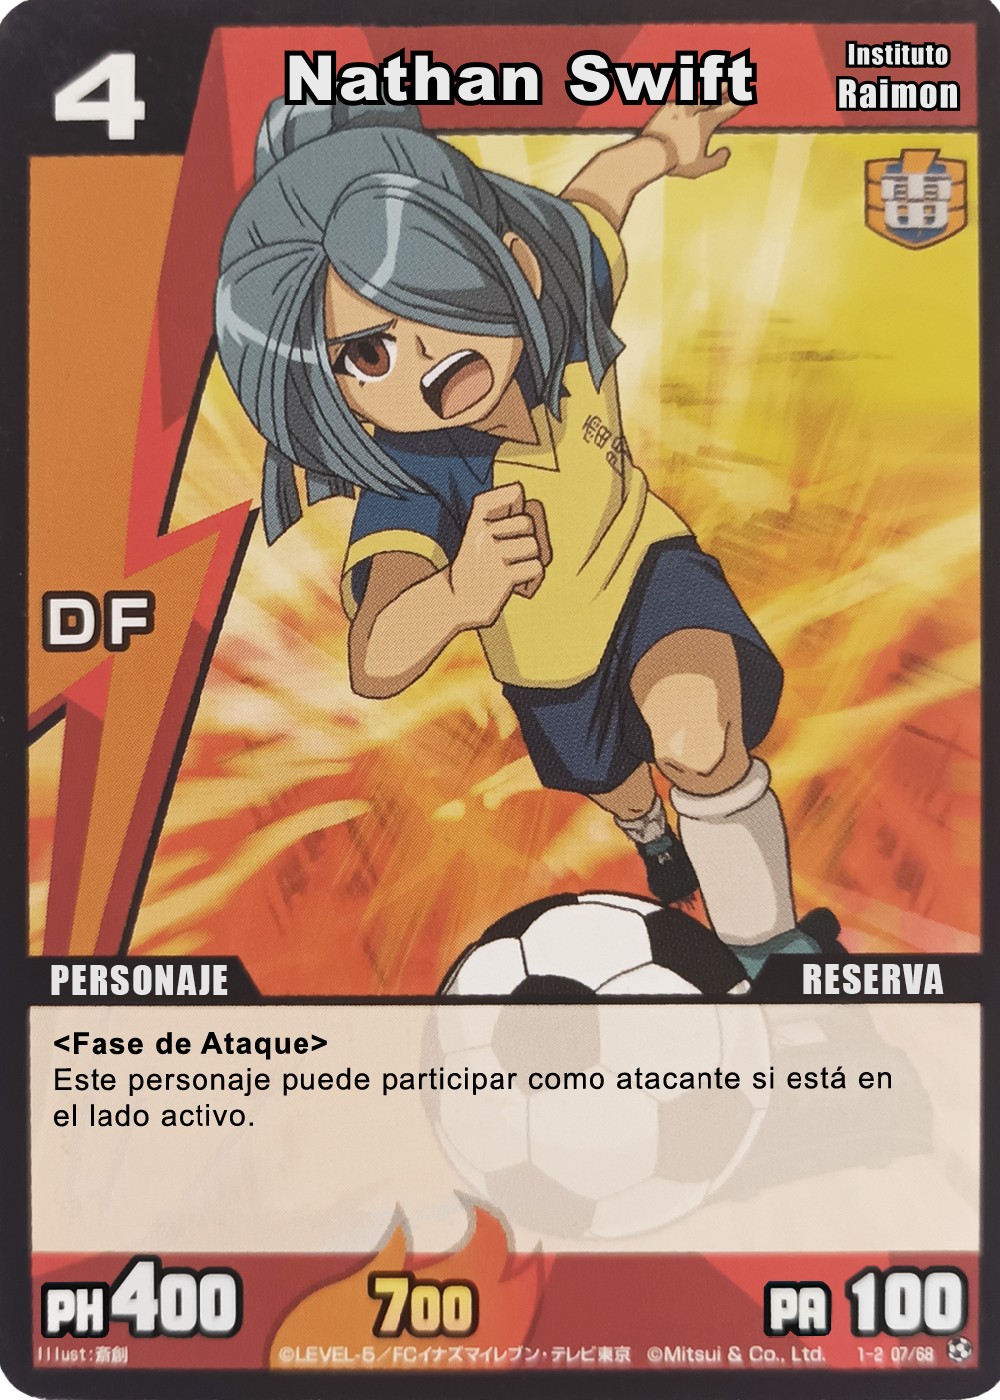 4
Nathan Swift
Instituto
Raimon
DF
PERSONAJE
RESERVA
<Fase de Ataque>
Este personaje puede participar como atacante si está en
el lado activo.
PH 400
700
PA 100
Illust:斎創
©LEVEL-5／FCイナズマイレブン・テレビ東京 ©Mitsui & Co., Ltd. 1-2 07/68